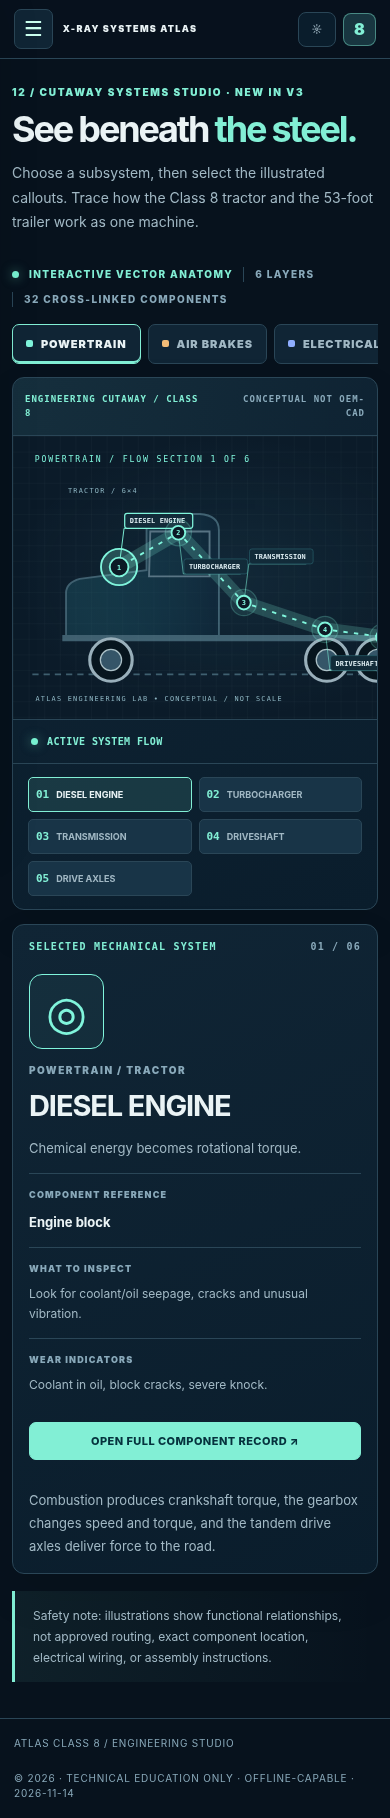 ☰ X-RAY SYSTEMS ATLAS ☼ 8
12 / CUTAWAY SYSTEMS STUDIO · NEW IN V3
See beneath the steel.
Choose a subsystem, then select the illustrated
callouts. Trace how the Class 8 tractor and the 53-foot
trailer work as one machine.
INTERACTIVE VECTOR ANATOMY
6 LAYERS
32 CROSS-LINKED COMPONENTS
POWERTRAIN
AIR BRAKES
ELECTRICAL
ENGINEERING CUTAWAY / CLASS
8
CONCEPTUAL NOT OEM-
CAD
POWERTRAIN / FLOW SECTION 1 OF 6
TRACTOR / 6×4
DIESEL ENGINE
2
TRANSMISSION
TURBOCHARGER
1
3
4
DRIVESHAFT
ATLAS ENGINEERING LAB • CONCEPTUAL / NOT SCALE
ACTIVE SYSTEM FLOW
01 DIESEL ENGINE
02 TURBOCHARGER
03 TRANSMISSION
04 DRIVESHAFT
05 DRIVE AXLES
SELECTED MECHANICAL SYSTEM
01 / 06
◎
POWERTRAIN / TRACTOR
DIESEL ENGINE
Chemical energy becomes rotational torque.
COMPONENT REFERENCE
Engine block
WHAT TO INSPECT
Look for coolant/oil seepage, cracks and unusual
vibration.
WEAR INDICATORS
Coolant in oil, block cracks, severe knock.
OPEN FULL COMPONENT RECORD ↗
Combustion produces crankshaft torque, the gearbox
changes speed and torque, and the tandem drive
axles deliver force to the road.
Safety note: illustrations show functional relationships,
not approved routing, exact component location,
electrical wiring, or assembly instructions.
ATLAS CLASS 8 / ENGINEERING STUDIO
© 2026 · TECHNICAL EDUCATION ONLY · OFFLINE-CAPABLE ·
2026-11-14